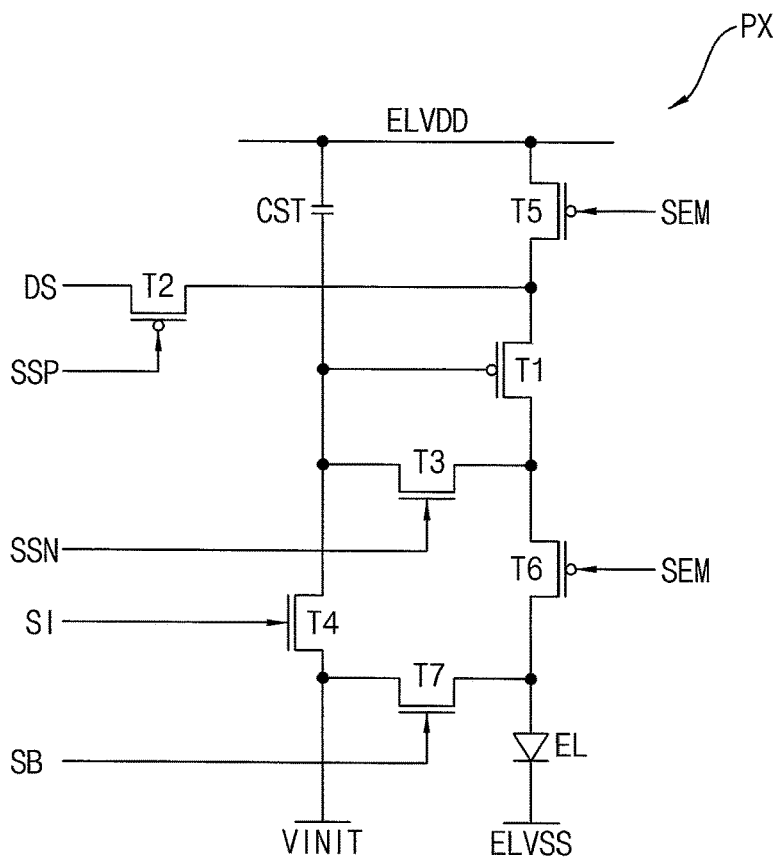 PX
ELVDD
CST
T5
SEM
DS
T2
SSP
T1
T3
SSN
T6
SEM
SI
T4
T7
SB
EL
VINIT
ELVSS